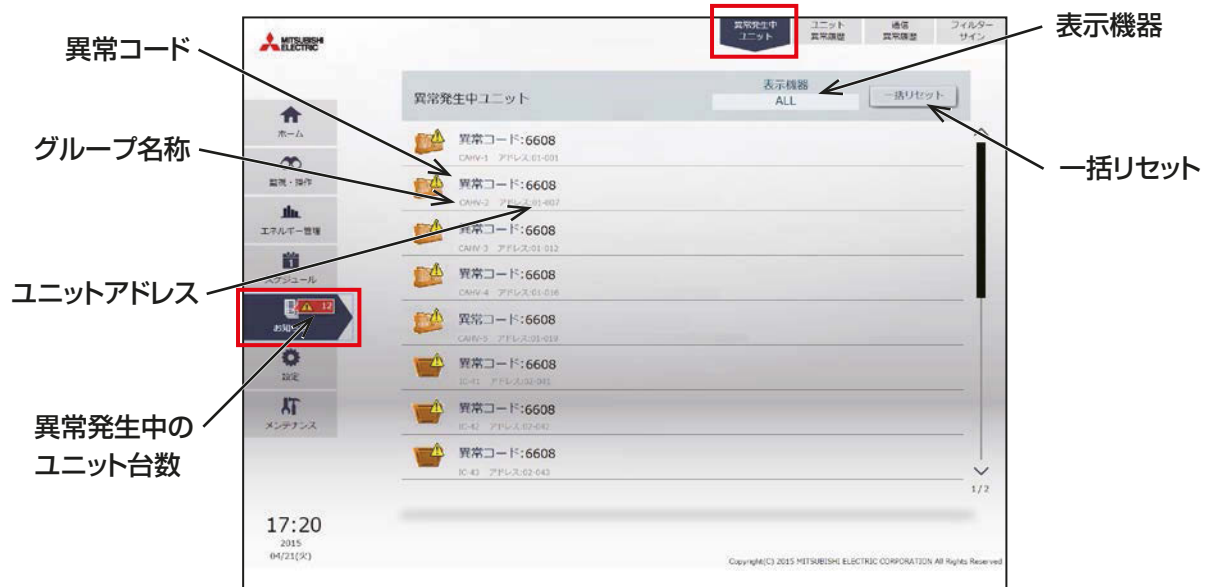 異常コード
グループ名称
ユニットアドレス
異常発生中の
ユニット台数
表示機器
一括リセット
MITSUBISHI
ELECTRIC
異常発生中
ユニット
ユニット
異常履歴
通信
異常履歴
フィルター
サイン
異常発生中ユニット
表示機器
ALL
一括リセット
ホーム
監視・操作
エネルギー管理
スケジュール
12
お知らせ
設定
メンテナンス
異常コード:6608
CAHV-1 アドレス:01-001
異常コード:6608
CAHV-2 アドレス:01-007
異常コード:6608
CAHV-3 アドレス:01-012
異常コード:6608
CAHV-4 アドレス:01-016
異常コード:6608
CAHV-5 アドレス:01-019
異常コード:6608
IC-41 アドレス:02-041
異常コード:6608
IC-42 アドレス:02-042
異常コード:6608
IC-43 アドレス:02-043
1/2
17:20
2015
04/21(火)
Copyright(C) 2015 MITSUBISHI ELECTRIC CORPORATION All Rights Reserved